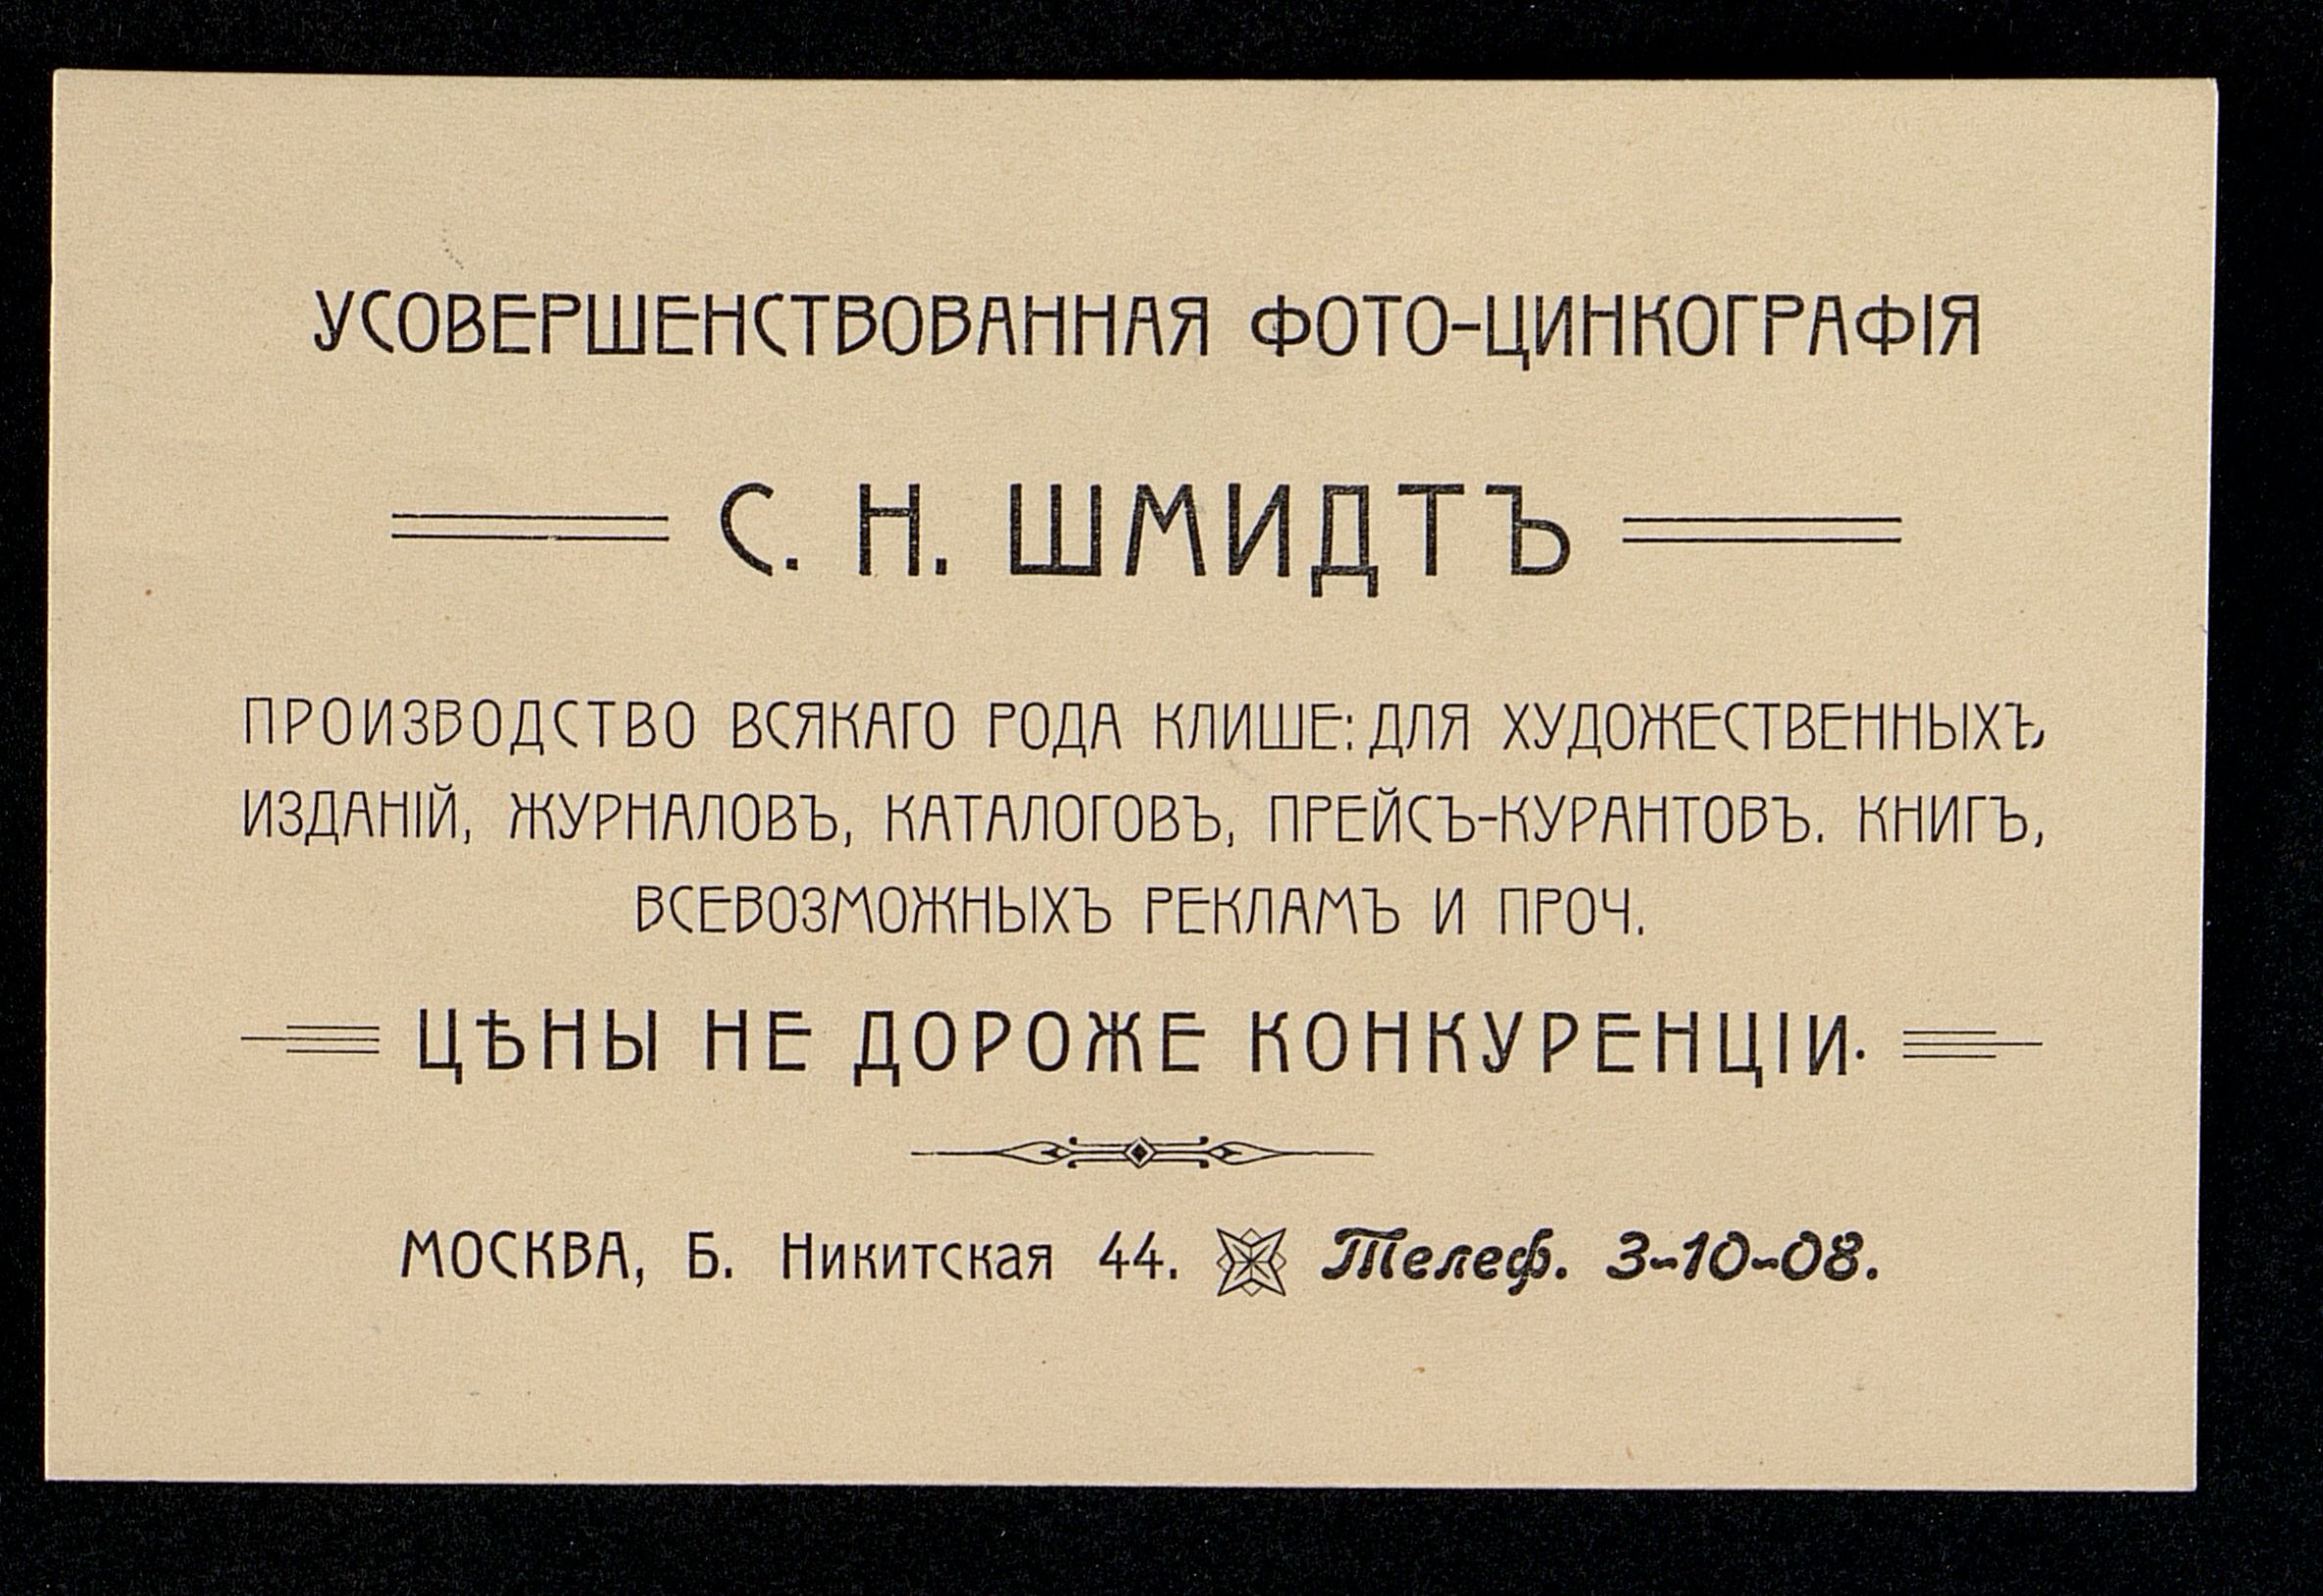 УСОВЕРШЕНСТВОВАННАЯ ФОТО-ЦИНКОГРАФІЯ
С. Н. ШМИДТЪ
ПРОИЗВОДСТВО ВСЯКАГО РОДА КЛИШЕ: ДЛЯ ХУДОЖЕСТВЕННЫХЪ,
ИЗДАНІЙ, ЖУРНАЛОВЪ, КАТАЛОГОВЪ, ПРЕЙСЪ-КУРАНТОВЪ. КНИГЪ,
ВСЕВОЗМОЖНЫХЪ РЕКЛАМЪ И ПРОЧ.
ЦѢНЫ НЕ ДОРОЖЕ КОНКУРЕНЦІИ.
МОСКВА, Б. Никитская 44. Телеф. 3-10-08.